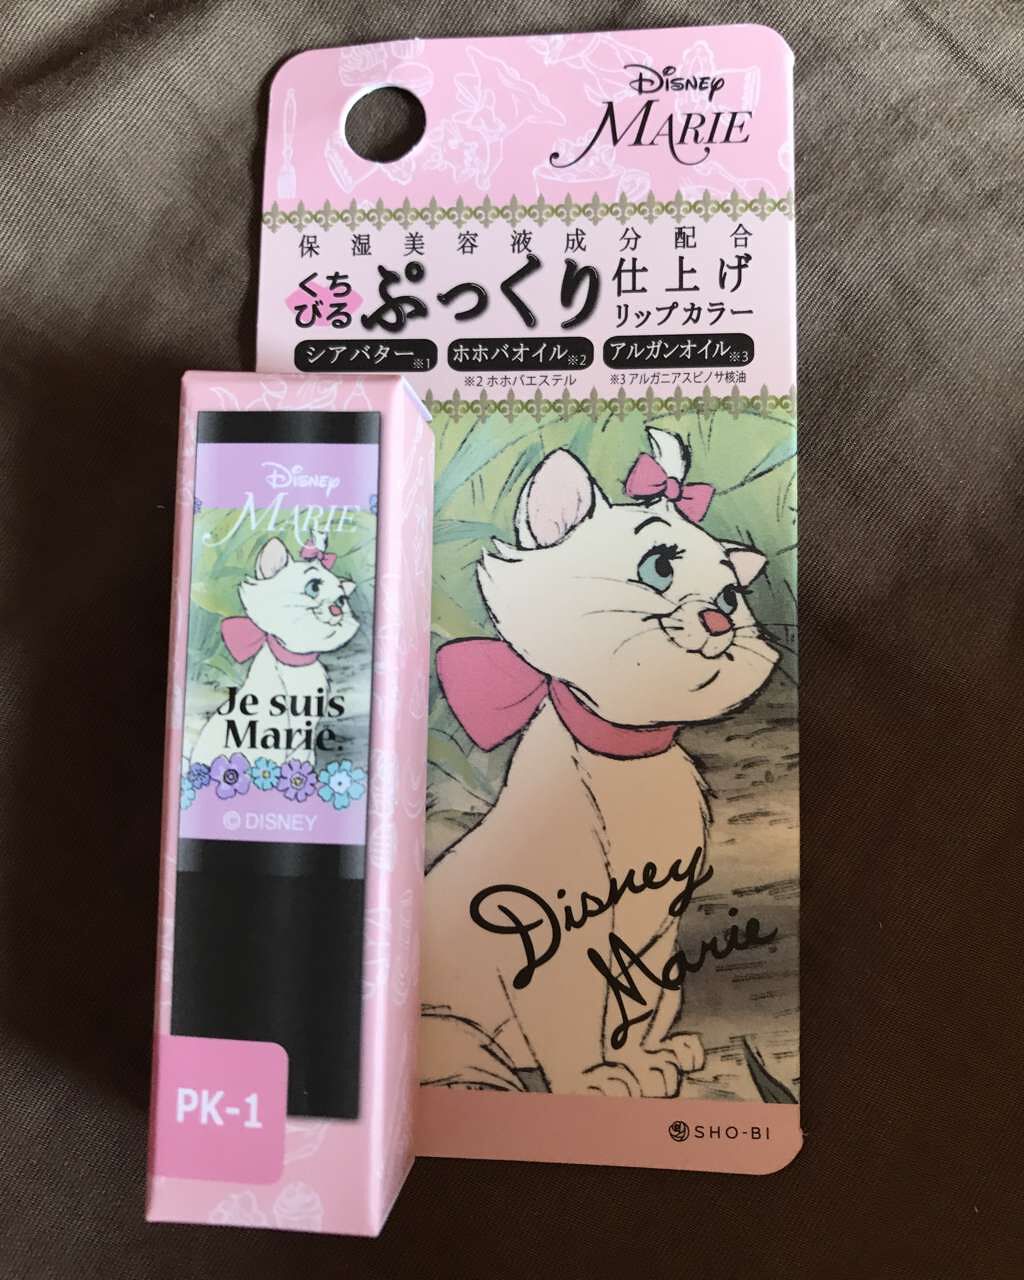 Disney
MARIE
保湿美容液成分配合
くちびる ぷっくり 仕上げ
リップカラー
シアバター※1 ホホバオイル※2 アルガンオイル※3
※2 ホホバエステル ※3 アルガニアスピノサ核油
Disney
Marie
SHO-BI
Disney
MARIE
Je suis
Marie.
© DISNEY
PK-1